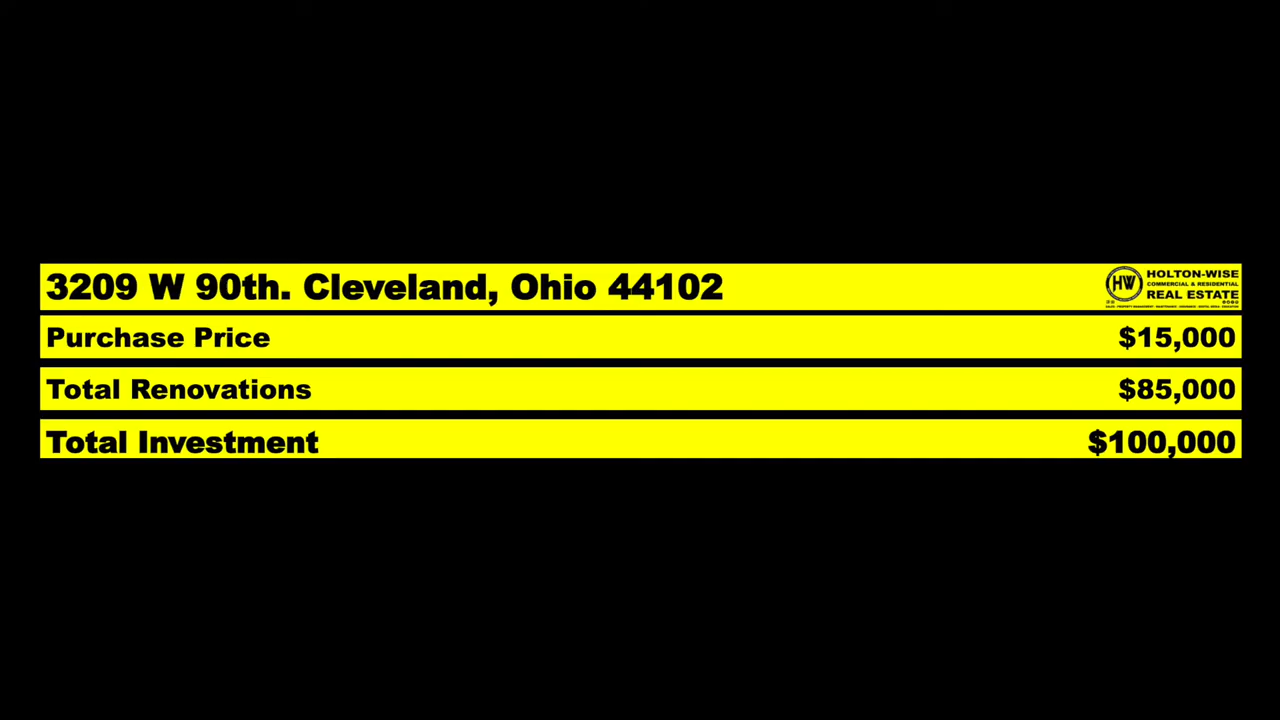 3209 W 90th. Cleveland, Ohio 44102
HW
HOLTON-WISE
COMMERCIAL & RESIDENTIAL
REAL ESTATE
Purchase Price $15,000
Total Renovations $85,000
Total Investment $100,000